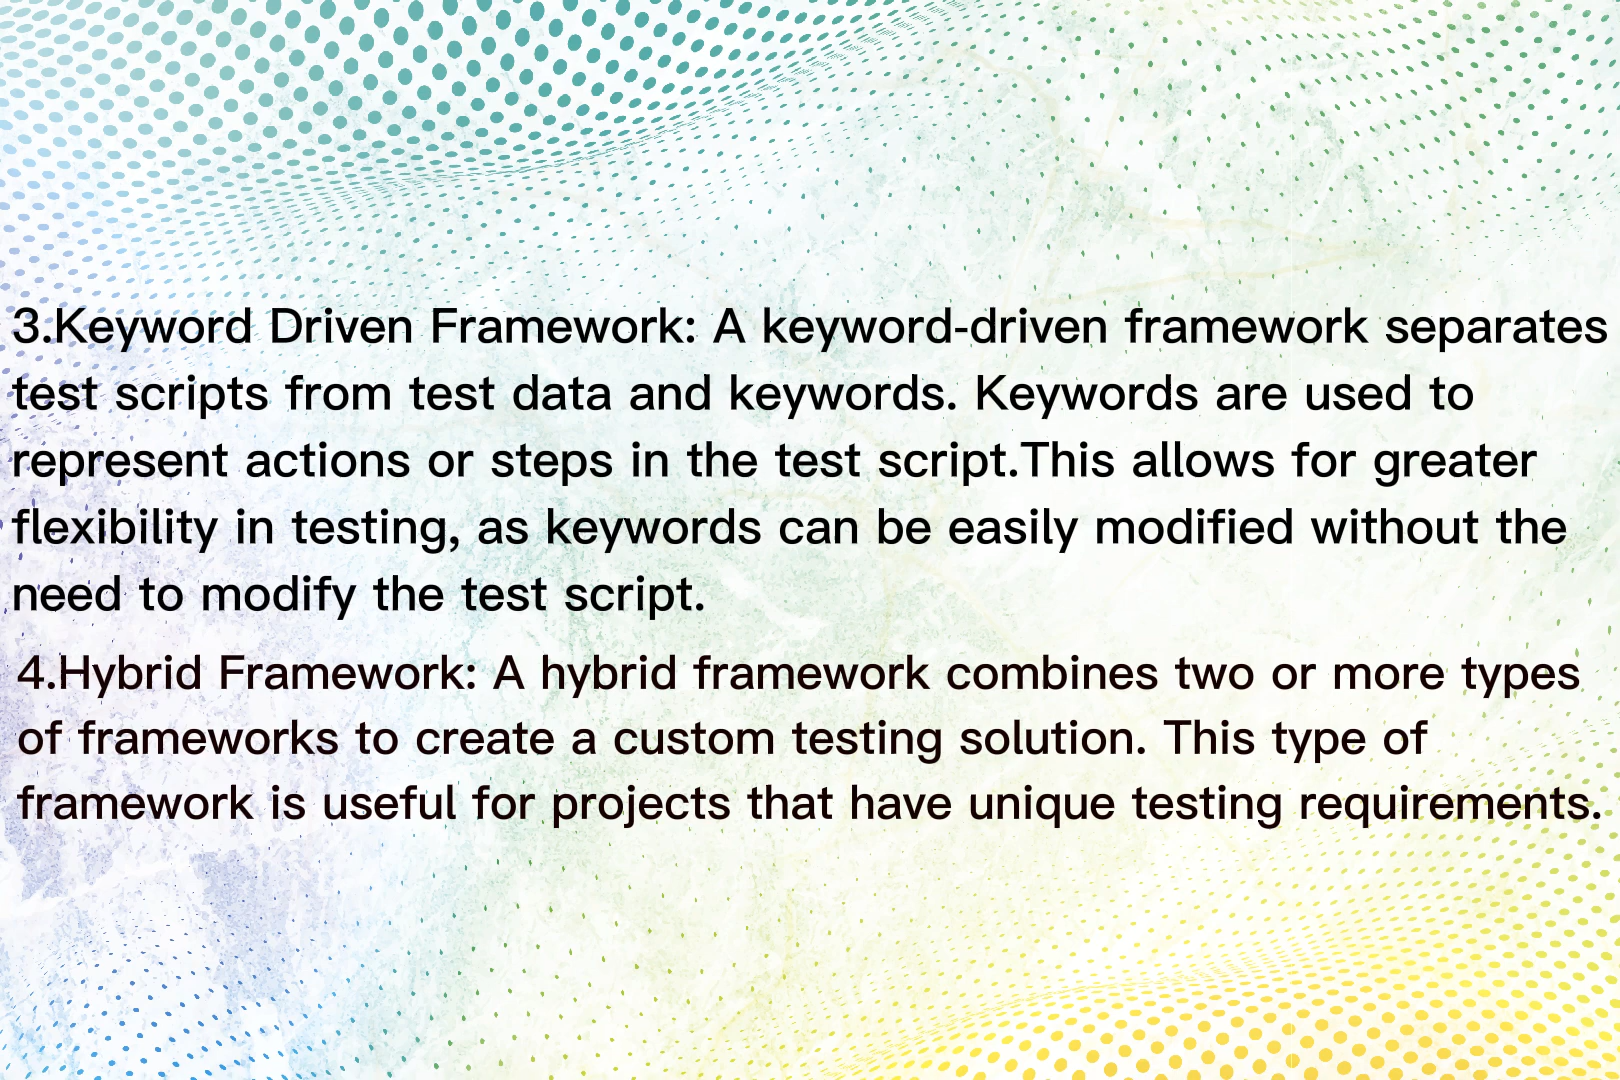 3.Keyword Driven Framework: A keyword-driven framework separates
test scripts from test data and keywords. Keywords are used to
represent actions or steps in the test script.This allows for greater
flexibility in testing, as keywords can be easily modified without the
need to modify the test script.
4.Hybrid Framework: A hybrid framework combines two or more types
of frameworks to create a custom testing solution. This type of
framework is useful for projects that have unique testing requirements.